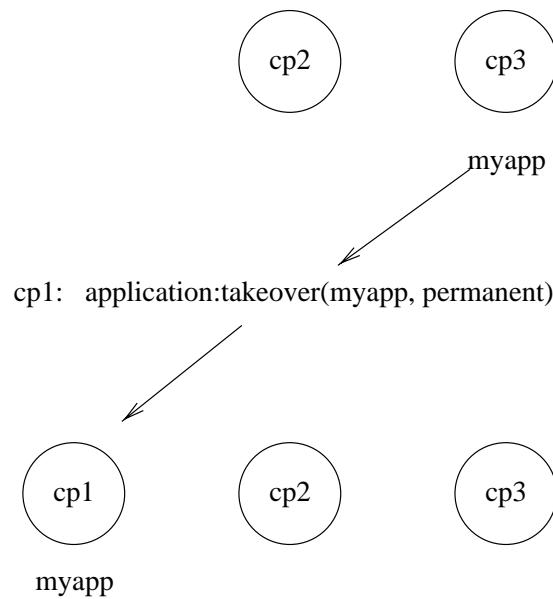 cp2 cp3
myapp
cp1: application:takeover(myapp, permanent)
cp1 cp2 cp3
myapp